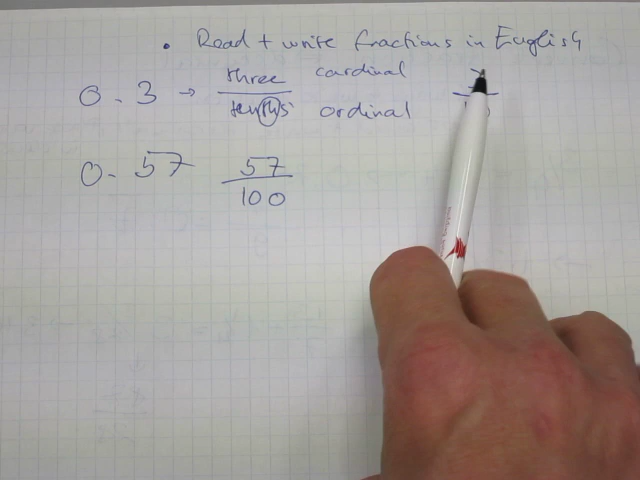 • Read + write fractions in English
0.3 → three cardinal
tenths ordinal
0.57 57
100